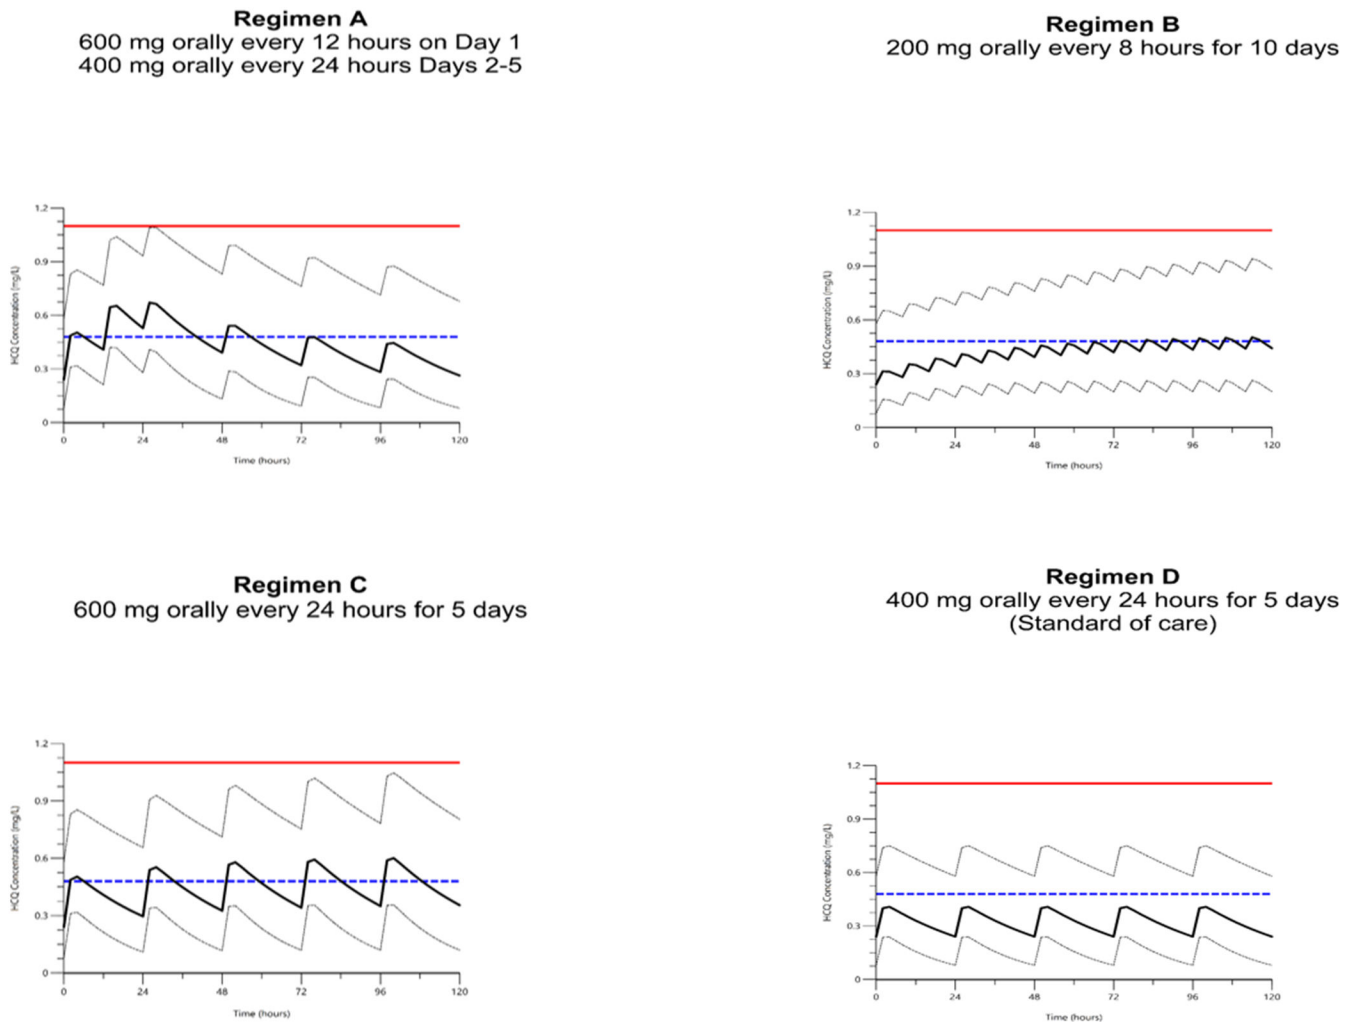 Regimen A
600 mg orally every 12 hours on Day 1
400 mg orally every 24 hours Days 2-5
1.2
0.9
0.6
0.3
0
HCQ Concentration (mg/L)
0 24 48 72 96 120
Time (hours)
Regimen B
200 mg orally every 8 hours for 10 days
1.2
0.9
0.6
0.3
0
HCQ Concentration (mg/L)
0 24 48 72 96 120
Time (hours)
Regimen C
600 mg orally every 24 hours for 5 days
1.2
0.9
0.6
0.3
0
HCQ Concentration (mg/L)
0 24 48 72 96 120
Time (hours)
Regimen D
400 mg orally every 24 hours for 5 days
(Standard of care)
1.2
0.9
0.6
0.3
0
HCQ Concentration (mg/L)
0 24 48 72 96 120
Time (hours)